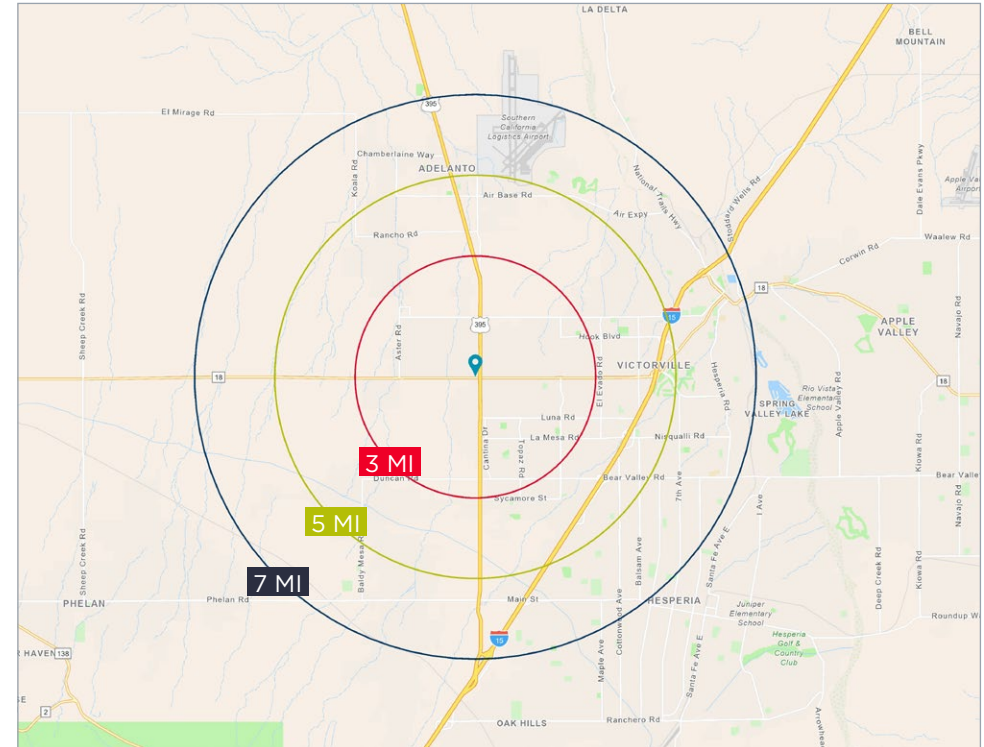 LA DELTA
BELL
MOUNTAIN
395
El Mirage Rd
Southern
California
Logistics Airport
Chamberlaine Way
ADELANTO
Koala Rd
Air Base Rd
National Trails Hwy
Stoddard Wells Rd
Dale Evans Pkwy
Apple Va
Airpor
Air Expy
Rancho Rd
Waalew Rd
Corwin Rd
18
Sheep Creek Rd
Aster Rd
395
15
Hook Blvd
APPLE
VALLEY
Navajo Rd
VICTORVILLE
18
El Evado Rd
Hesperia Rd
Rio Vista
Elementary
School
Apple Valley Rd
18
SPRING
VALLEY LAKE
Luna Rd
La Mesa Rd
Nisqualli Rd
Cantina Dr
Topaz Rd
3 MI
Duncan Rd
Bear Valley Rd
7th Ave
Kiowa Rd
Bear Valle
Navajo Rd
Sycamore St
I Ave
5 MI
Sheep Creek Rd
Baldy Mesa R
Balsam Ave
Santa Fe Ave E
Deep Creek Rd
Kiowa Rd
7 MI
PHELAN
Phelan Rd
Main St
HESPERIA
Cottonwood Ave
Juniper
Elementary
School
Roundup W
15
Hesperia
Golf &
Country
Club
Maple Ave
Santa Fe Ave E
R HAVEN
138
SE
2
OAK HILLS
Ranchero Rd
Arrowhea